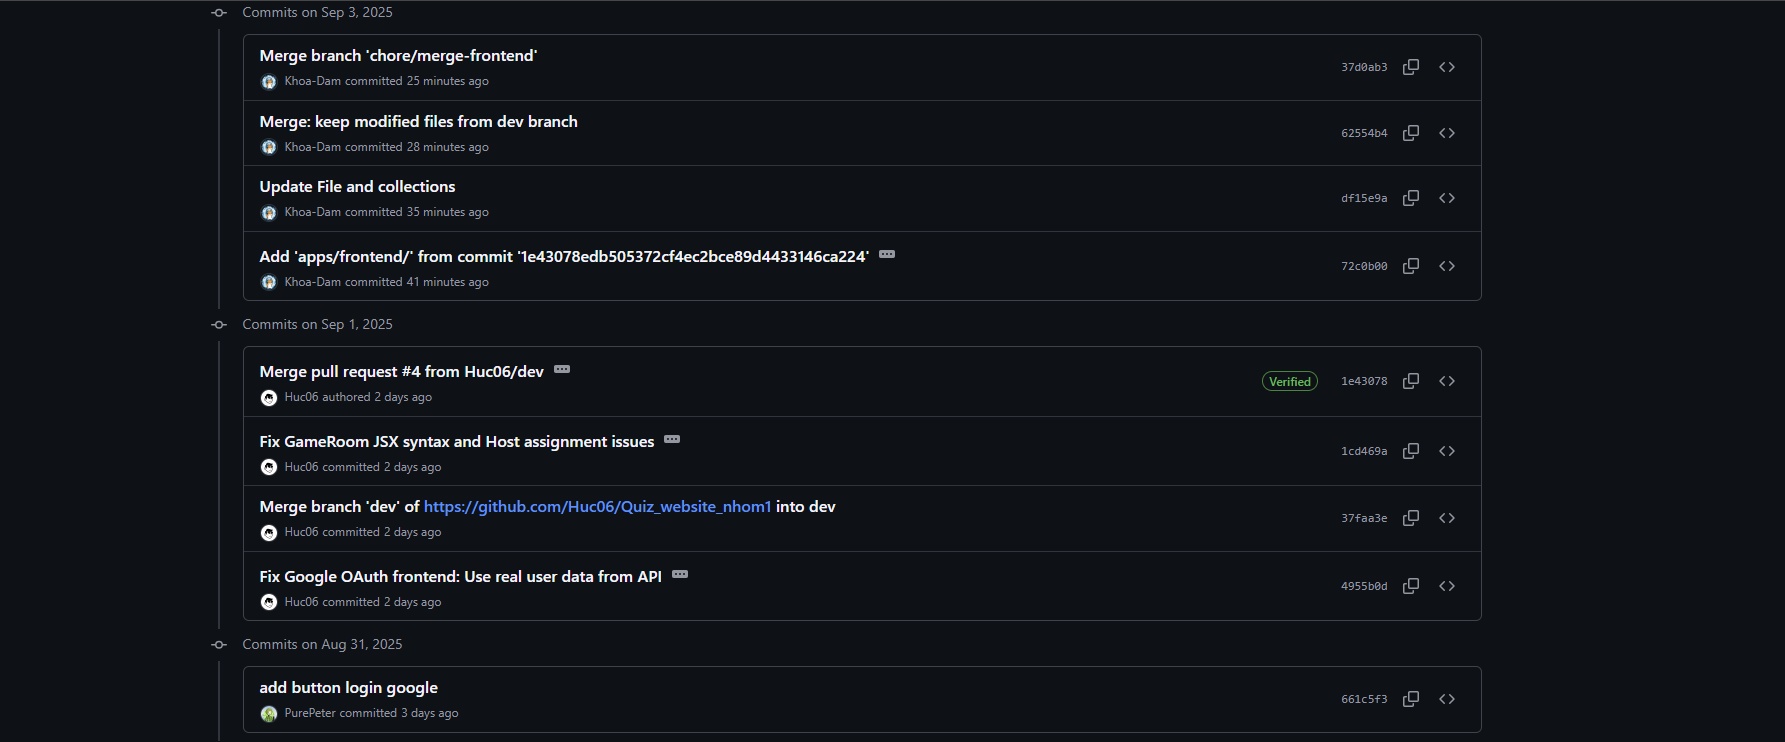 Commits on Sep 3, 2025
Merge branch 'chore/merge-frontend'
Khoa-Dam committed 25 minutes ago
37d0ab3
Merge: keep modified files from dev branch
Khoa-Dam committed 28 minutes ago
62554b4
Update File and collections
Khoa-Dam committed 35 minutes ago
df15e9a
Add 'apps/frontend/' from commit '1e43078edb505372cf4ec2bce89d4433146ca224'
Khoa-Dam committed 41 minutes ago
72c0b00
Commits on Sep 1, 2025
Merge pull request #4 from Huc06/dev
Huc06 authored 2 days ago
Verified 1e43078
Fix GameRoom JSX syntax and Host assignment issues
Huc06 committed 2 days ago
1cd469a
Merge branch 'dev' of https://github.com/Huc06/Quiz_website_nhom1 into dev
Huc06 committed 2 days ago
37faa3e
Fix Google OAuth frontend: Use real user data from API
Huc06 committed 2 days ago
4955b0d
Commits on Aug 31, 2025
add button login google
PurePeter committed 3 days ago
661c5f3